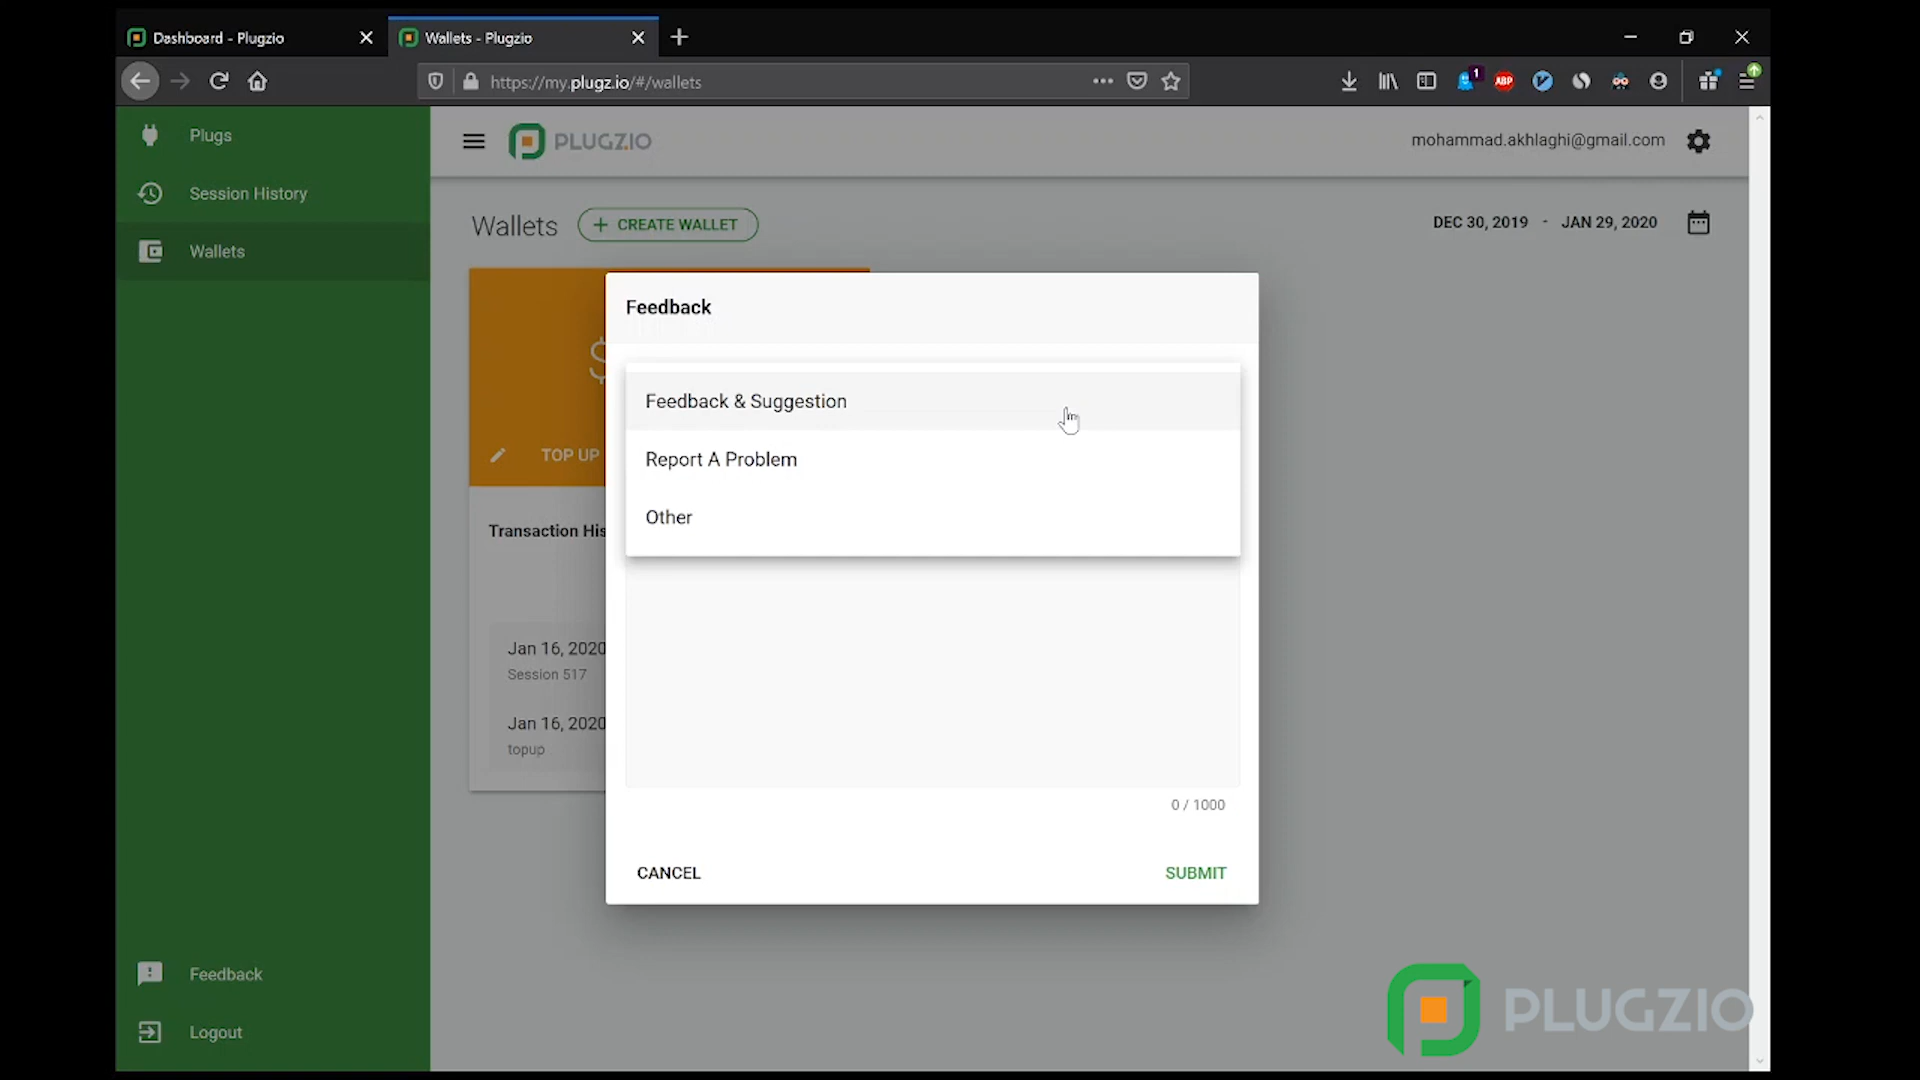 Dashboard - Plugzio
Wallets - Plugzio
https://my.plugz.io/#/wallets
1
ABP
Plugs
Session History
Wallets
Feedback
Logout
PLUGZIO
mohammad.akhlaghi@gmail.com
Wallets
+ CREATE WALLET
DEC 30, 2019 - JAN 29, 2020
$
TOP UP
Transaction His
Jan 16, 2020
Session 517
Jan 16, 2020
topup
Feedback
Feedback & Suggestion
Report A Problem
Other
0 / 1000
CANCEL
SUBMIT
PLUGZIO